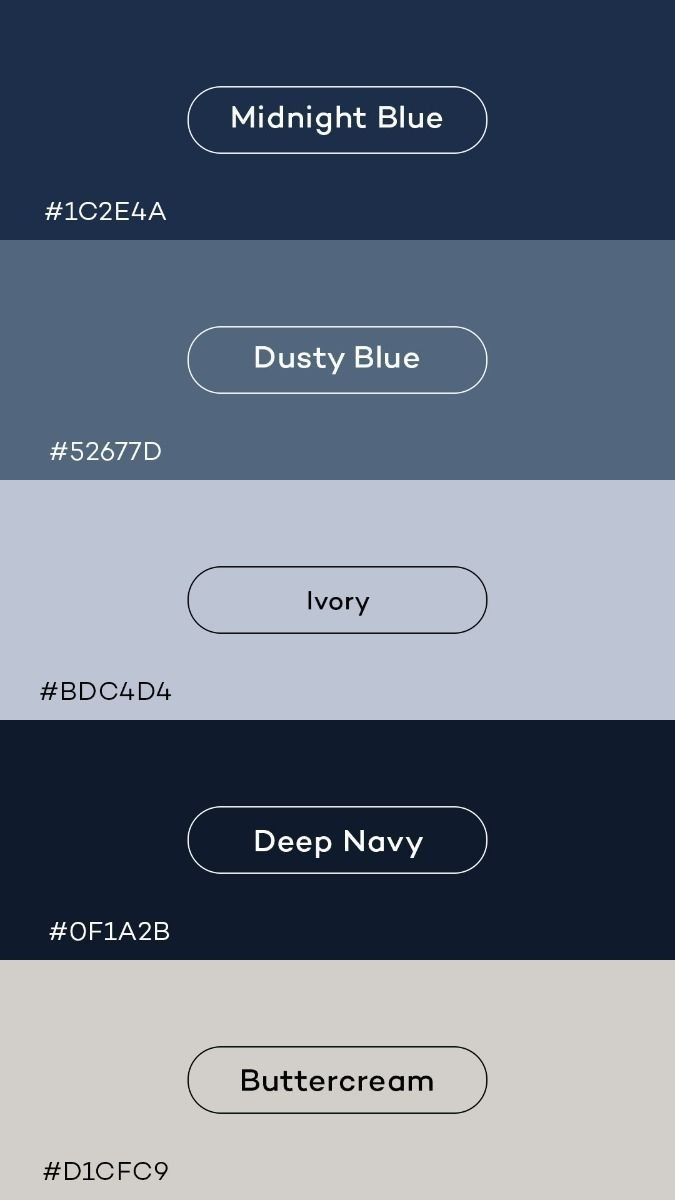 Midnight Blue
#1C2E4A
Dusty Blue
#52677D
Ivory
#BDC4D4
Deep Navy
#0F1A2B
Buttercream
#D1CFC9